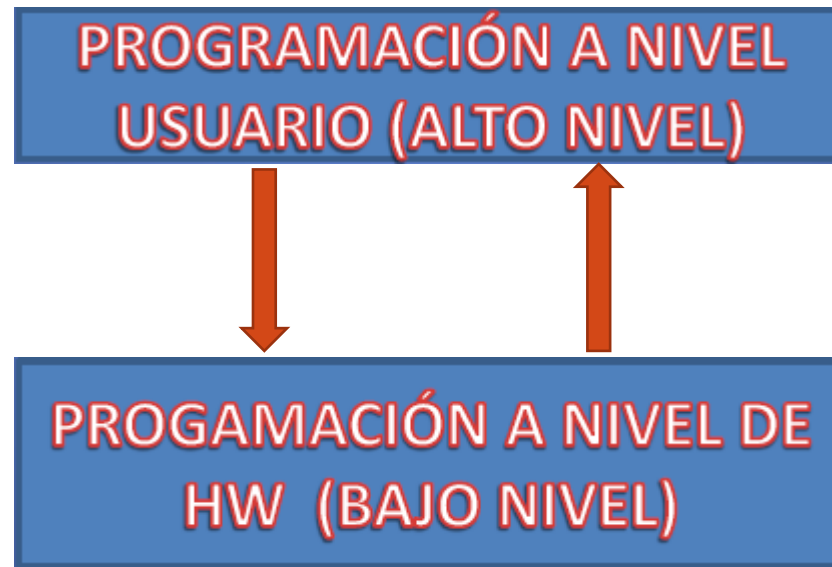 PROGRAMACIÓN A NIVEL
USUARIO (ALTO NIVEL)
PROGAMACIÓN A NIVEL DE
HW (BAJO NIVEL)